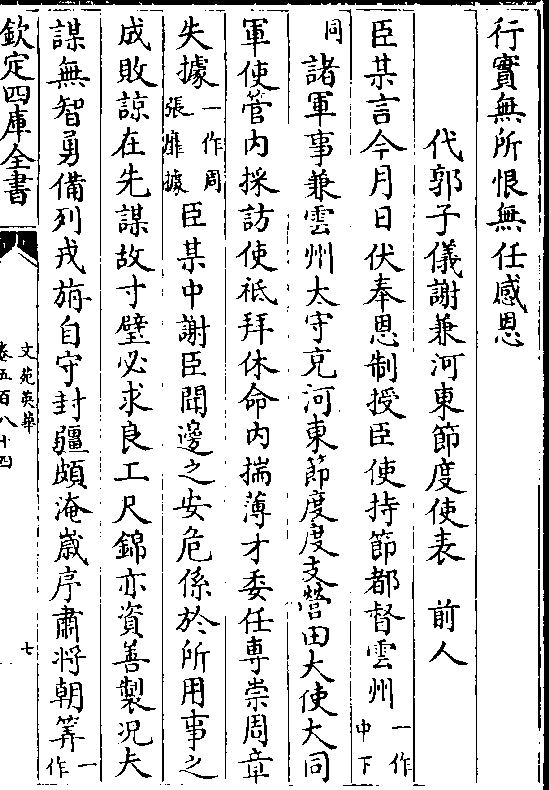 行實無所恨無任感恩
代郭子儀謝兼河東節度使表 前人
臣某言今月日伏奉恩制授臣使持節都督雲州一作中下
同諸軍事兼雲州太守充河東節度度支營田大使大同
軍使管內採訪使祗拜休命內揣薄才委任專崇周章
失據一作周張靡據臣某中謝臣聞邊之安危係於所用事之
成敗諒在先謀故寸璧必求良工尺錦亦資善製況夫
謀無智勇備列戎旃自守封疆頗淹歲序肅將朝筭一作
欽定四庫全書
文苑英華
卷五百八十四
七